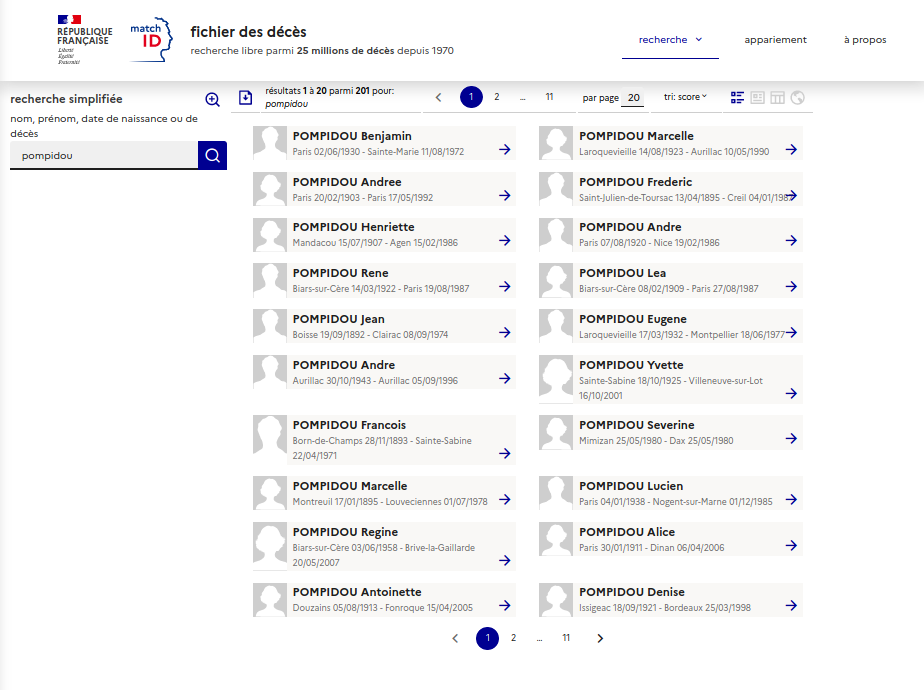 RÉPUBLIQUE
FRANÇAISE
Liberté
Égalité
Fraternité
match
ID
fichier des décès
recherche libre parmi 25 millions de décès depuis 1970
recherche
appariement
à propos
recherche simplifiée
nom, prénom, date de naissance ou de
décès
pompidou
résultats 1 à 20 parmi 201 pour:
pompidou
1 2 ... 11
par page 20
tri: score
POMPIDOU Benjamin
Paris 02/06/1930 - Sainte-Marie 11/08/1972
POMPIDOU Marcelle
Laroquevieille 14/08/1923 - Aurillac 10/05/1990
POMPIDOU Andree
Paris 20/02/1903 - Paris 17/05/1992
POMPIDOU Frederic
Saint-Julien-de-Toursac 13/04/1895 - Creil 04/01/198
POMPIDOU Henriette
Mandacou 15/07/1907 - Agen 15/02/1986
POMPIDOU Andre
Paris 07/08/1920 - Nice 19/02/1986
POMPIDOU Rene
Biars-sur-Cère 14/03/1922 - Paris 19/08/1987
POMPIDOU Lea
Biars-sur-Cère 08/02/1909 - Paris 27/08/1987
POMPIDOU Jean
Boisse 19/09/1892 - Clairac 08/09/1974
POMPIDOU Eugene
Laroquevieille 17/03/1932 - Montpellier 18/06/1977
POMPIDOU Andre
Aurillac 30/10/1943 - Aurillac 05/09/1996
POMPIDOU Yvette
Sainte-Sabine 18/10/1925 - Villeneuve-sur-Lot
16/10/2001
POMPIDOU Francois
Born-de-Champs 28/11/1893 - Sainte-Sabine
22/04/1971
POMPIDOU Severine
Mimizan 25/05/1980 - Dax 25/05/1980
POMPIDOU Marcelle
Montreuil 17/01/1895 - Louveciennes 01/07/1978
POMPIDOU Lucien
Paris 04/01/1938 - Nogent-sur-Marne 01/12/1985
POMPIDOU Regine
Biars-sur-Cère 03/06/1958 - Brive-la-Gaillarde
20/05/2007
POMPIDOU Alice
Paris 30/01/1911 - Dinan 06/04/2006
POMPIDOU Antoinette
Douzains 05/08/1913 - Fonroque 15/04/2005
POMPIDOU Denise
Issigeac 18/09/1921 - Bordeaux 25/03/1998
1 2 ... 11